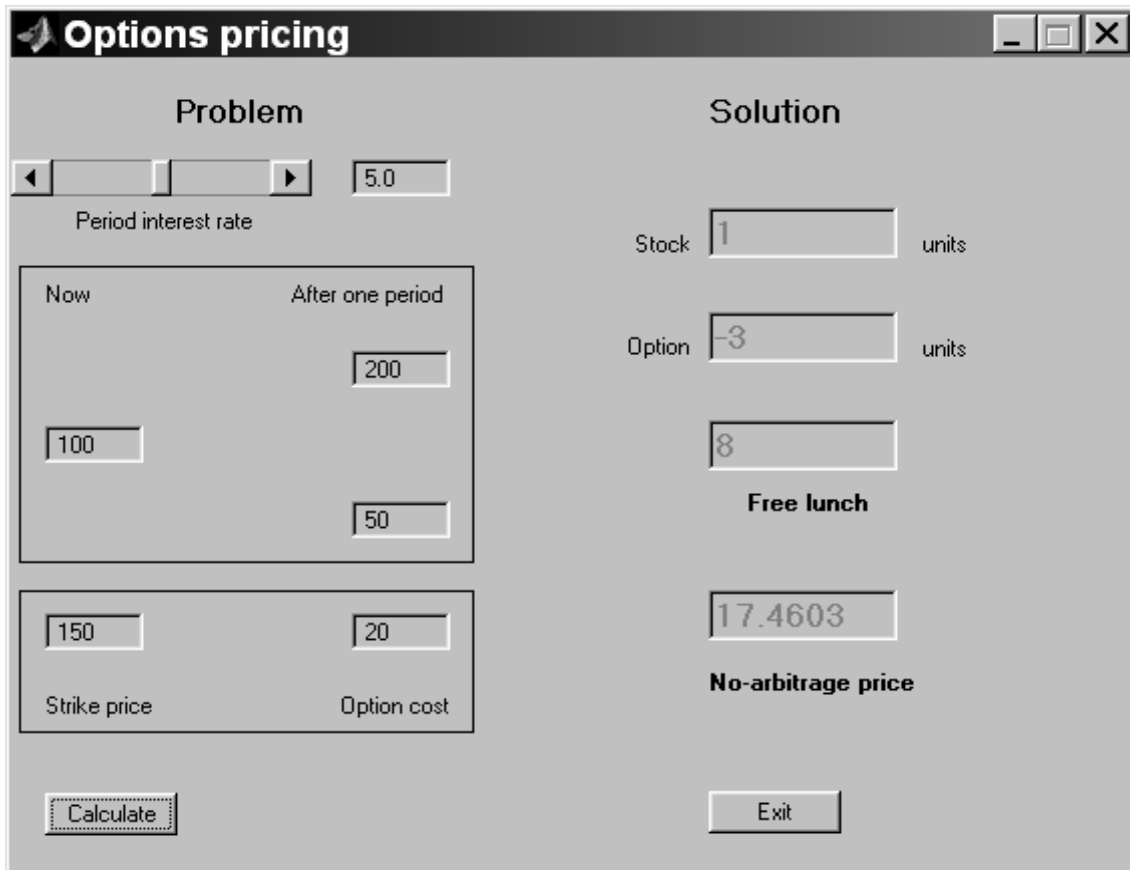 Options pricing
Problem
5.0
Period interest rate
Now After one period
200
100
50
150 20
Strike price Option cost
Calculate
Solution
Stock 1 units
Option -3 units
8
Free lunch
17.4603
No-arbitrage price
Exit